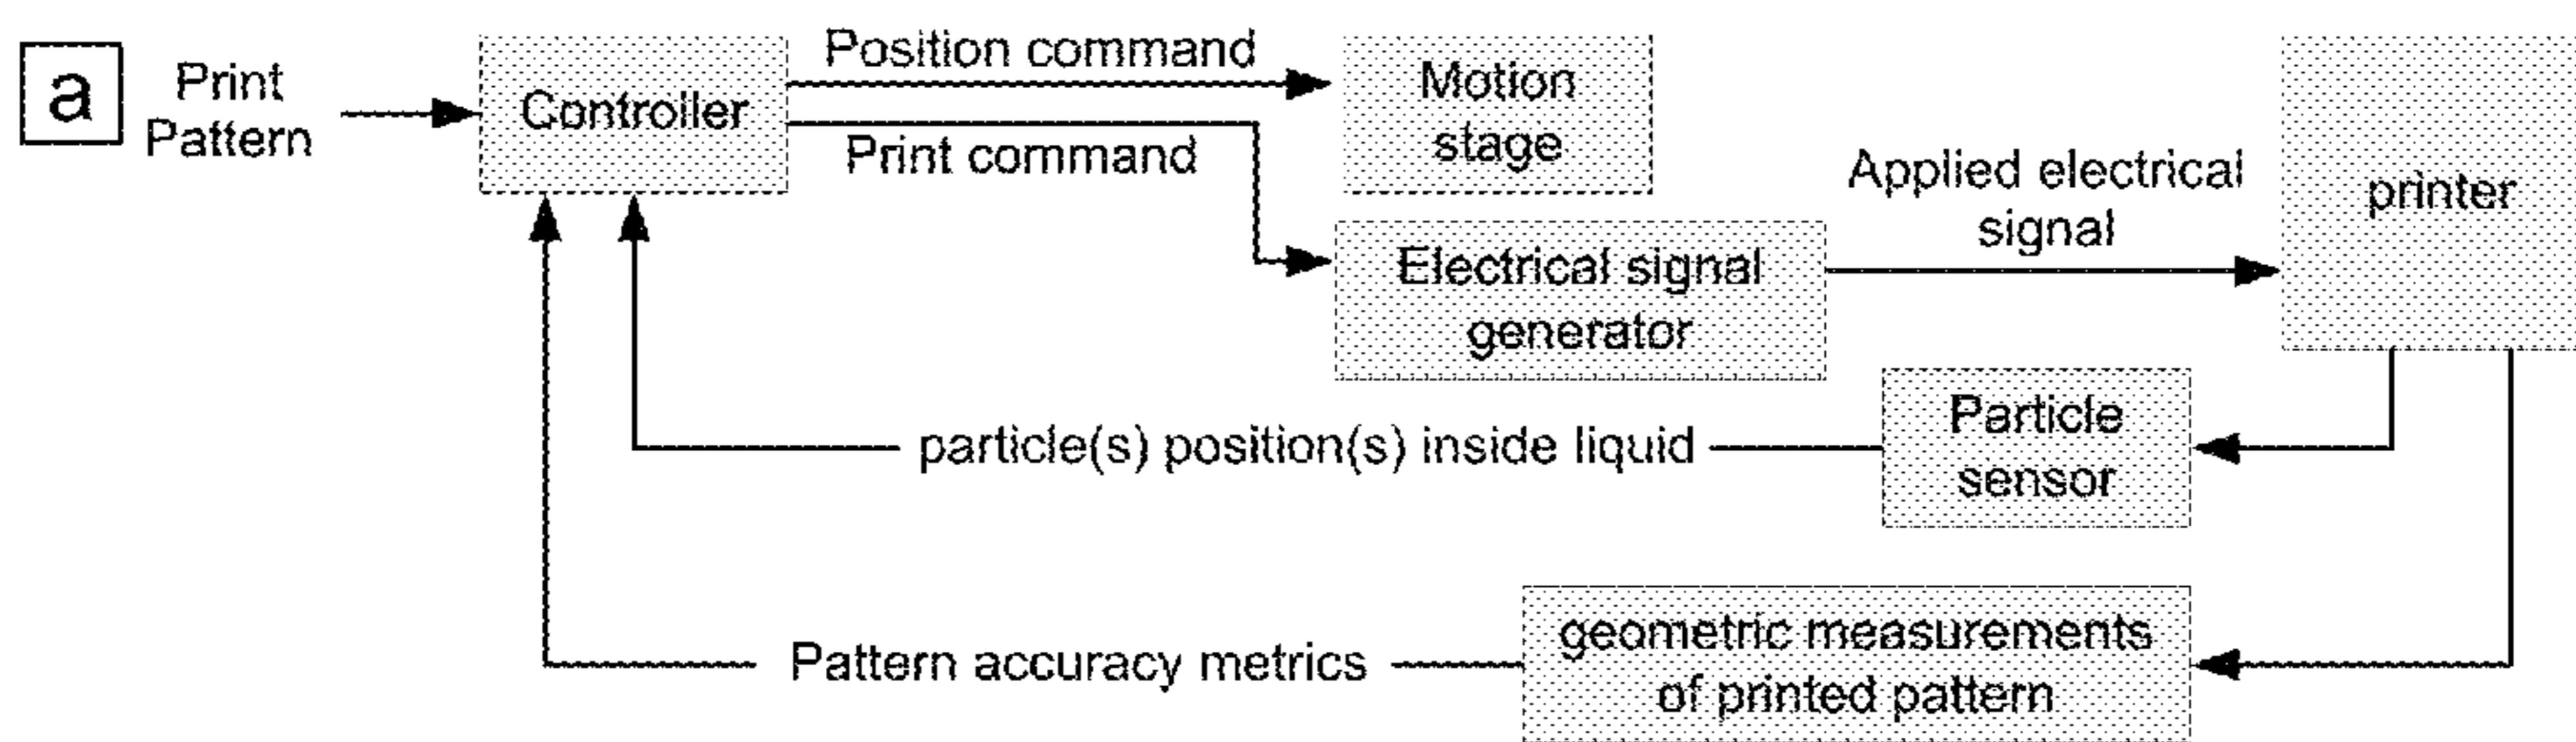 a
Print
Pattern
Controller
Position command
Print command
Motion
stage
Electrical signal
generator
Applied electrical
signal
printer
particle(s) position(s) inside liquid
Particle
sensor
Pattern accuracy metrics
geometric measurements
of printed pattern